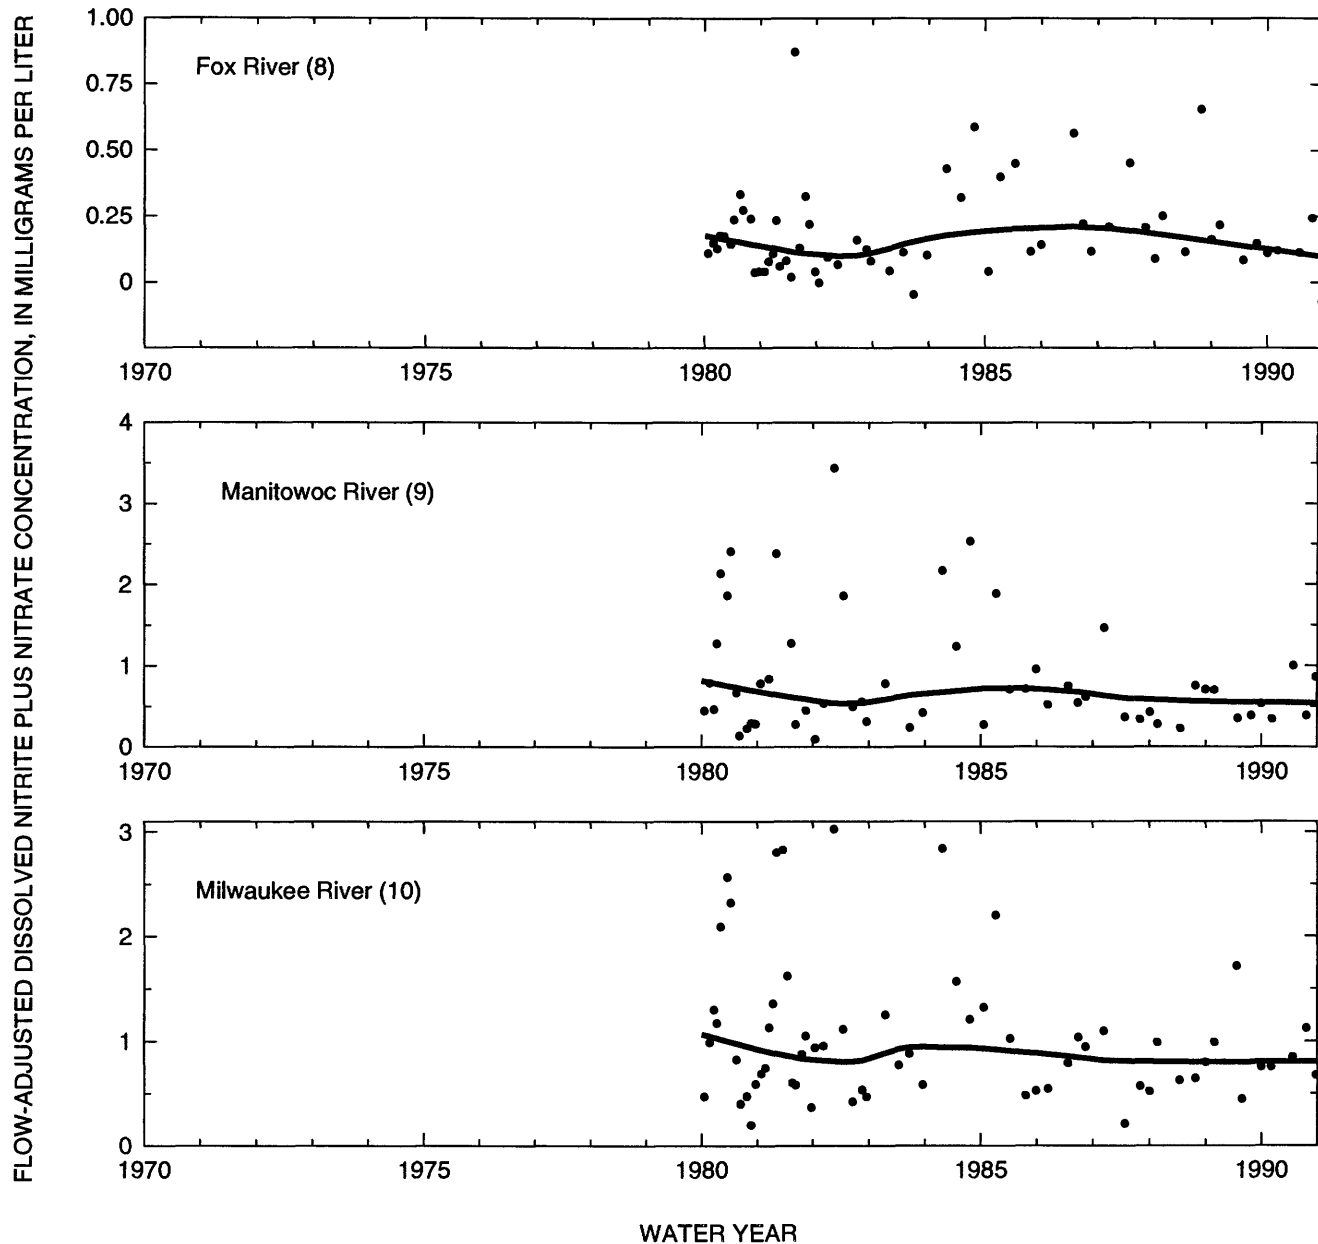 FLOW-ADJUSTED DISSOLVED NITRITE PLUS NITRATE CONCENTRATION, IN MILLIGRAMS PER LITER
1.00
0.75
0.50
0.25
0
Fox River (8)
1970 1975 1980 1985 1990
4
3
2
1
0
Manitowoc River (9)
1970 1975 1980 1985 1990
3
2
1
0
Milwaukee River (10)
1970 1975 1980 1985 1990
WATER YEAR